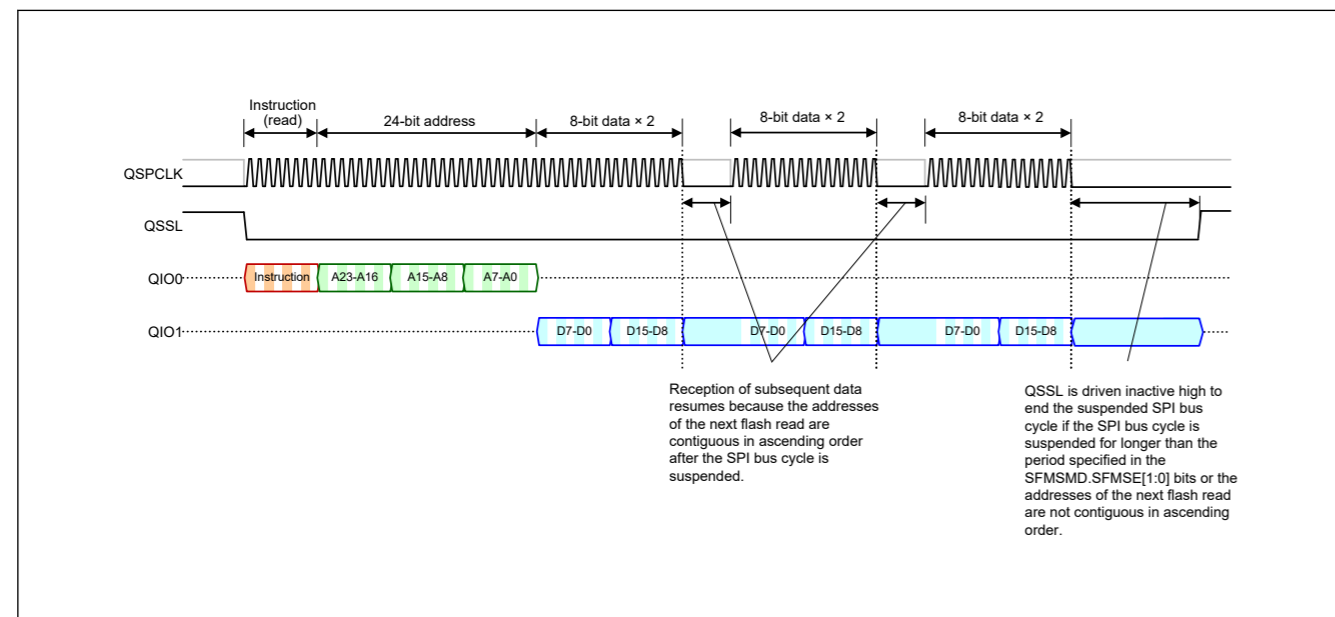 Instruction
(read)
24-bit address
8-bit data × 2
8-bit data × 2
8-bit data × 2
QSPCLK
QSSL
QIO0
Instruction
A23-A16
A15-A8
A7-A0
QIO1
D7-D0
D15-D8
D7-D0
D15-D8
D7-D0
D15-D8
Reception of subsequent data
resumes because the addresses
of the next flash read are
contiguous in ascending order
after the SPI bus cycle is
suspended.
QSSL is driven inactive high to
end the suspended SPI bus
cycle if the SPI bus cycle is
suspended for longer than the
period specified in the
SFMSMD.SFMSE[1:0] bits or the
addresses of the next flash read
are not contiguous in ascending
order.